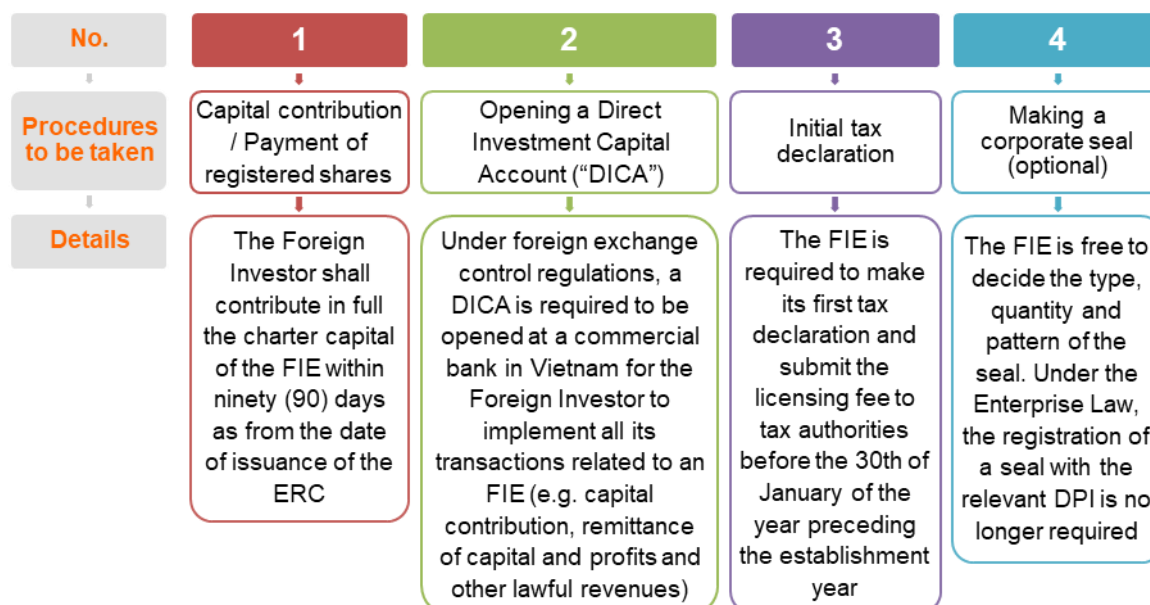 No.
1
2
3
4
Procedures
to be taken
Capital contribution
/ Payment of
registered shares
Opening a Direct
Investment Capital
Account (“DICA”)
Initial tax
declaration
Making a
corporate seal
(optional)
Details
The Foreign
Investor shall
contribute in full
the charter capital
of the FIE within
ninety (90) days
as from the date
of issuance of the
ERC
Under foreign exchange
control regulations, a
DICA is required to be
opened at a commercial
bank in Vietnam for the
Foreign Investor to
implement all its
transactions related to an
FIE (e.g. capital
contribution, remittance
of capital and profits and
other lawful revenues)
The FIE is
required to make
its first tax
declaration and
submit the
licensing fee to
tax authorities
before the 30th of
January of the
year preceding
the establishment
year
The FIE is free to
decide the type,
quantity and
pattern of the
seal. Under the
Enterprise Law,
the registration of
a seal with the
relevant DPI is no
longer required